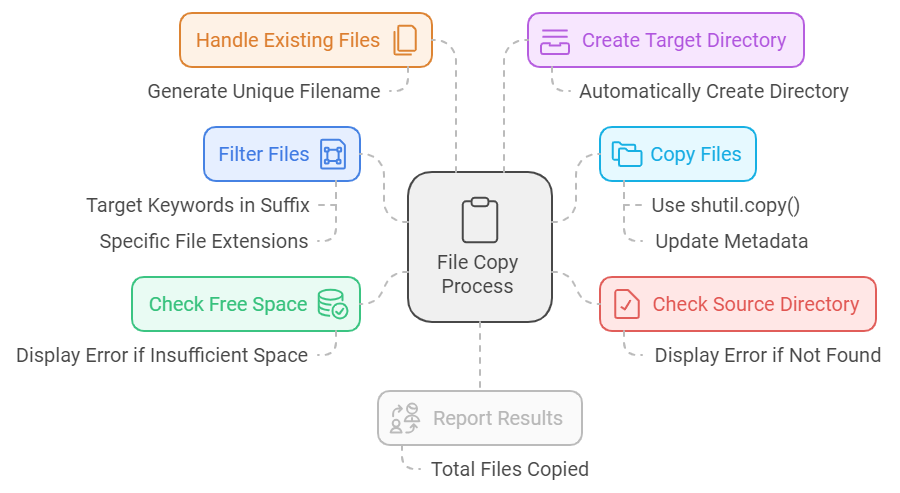 Handle Existing Files
Generate Unique Filename
Create Target Directory
Automatically Create Directory
Filter Files
Target Keywords in Suffix
Specific File Extensions
Copy Files
Use shutil.copy()
Update Metadata
File Copy
Process
Check Free Space
Display Error if Insufficient Space
Check Source Directory
Display Error if Not Found
Report Results
Total Files Copied